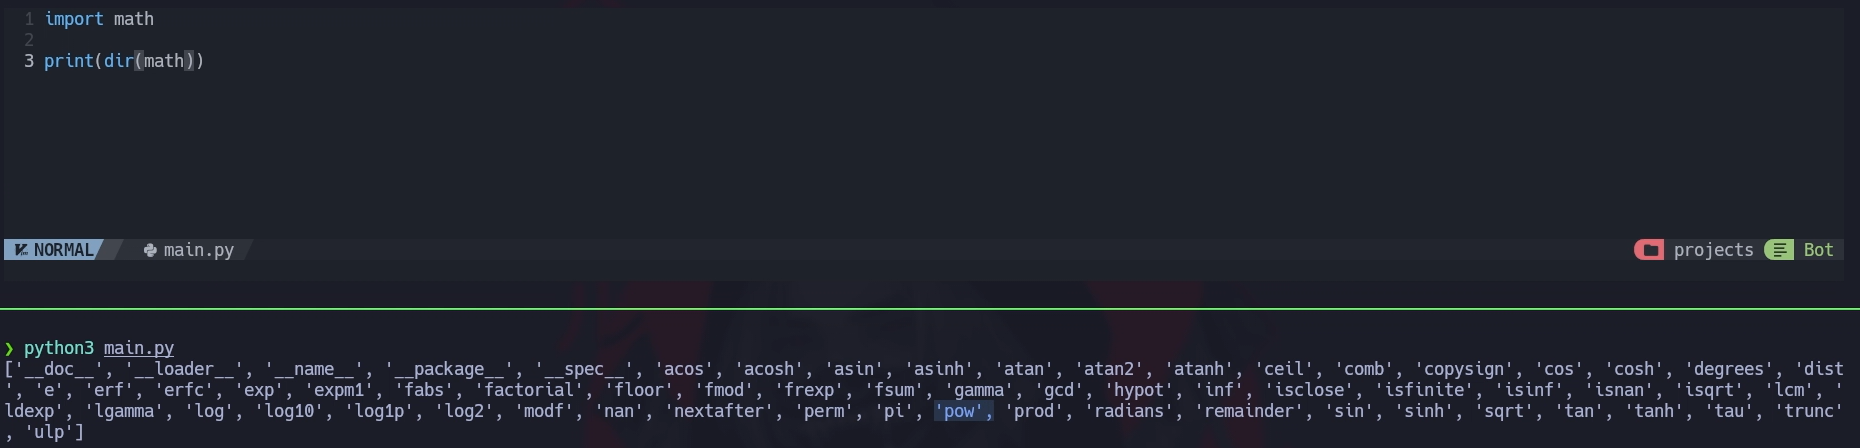 1 import math
2
3 print(dir(math))
NORMAL main.py projects Bot
❯ python3 main.py
['__doc__', '__loader__', '__name__', '__package__', '__spec__', 'acos', 'acosh', 'asin', 'asinh', 'atan', 'atan2', 'atanh', 'ceil', 'comb', 'copysign', 'cos', 'cosh', 'degrees', 'dist
', 'e', 'erf', 'erfc', 'exp', 'expm1', 'fabs', 'factorial', 'floor', 'fmod', 'frexp', 'fsum', 'gamma', 'gcd', 'hypot', 'inf', 'isclose', 'isfinite', 'isinf', 'isnan', 'isqrt', 'lcm', '
ldexp', 'lgamma', 'log', 'log10', 'log1p', 'log2', 'modf', 'nan', 'nextafter', 'perm', 'pi', 'pow', 'prod', 'radians', 'remainder', 'sin', 'sinh', 'sqrt', 'tan', 'tanh', 'tau', 'trunc'
, 'ulp']